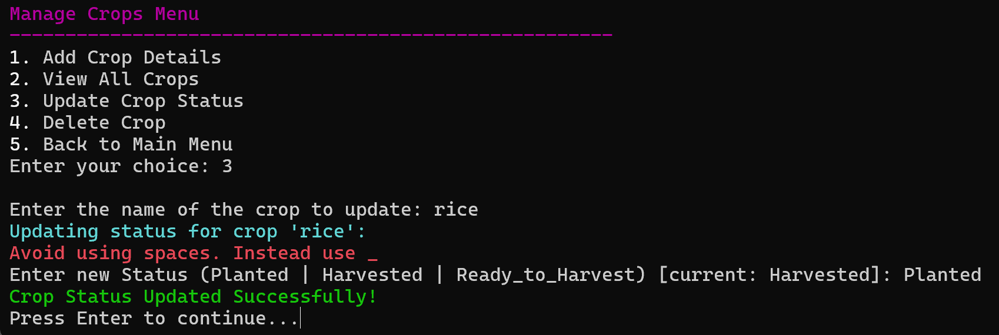 Manage Crops Menu
------------------------------------------------------
1. Add Crop Details
2. View All Crops
3. Update Crop Status
4. Delete Crop
5. Back to Main Menu
Enter your choice: 3
Enter the name of the crop to update: rice
Updating status for crop 'rice':
Avoid using spaces. Instead use _
Enter new Status (Planted | Harvested | Ready_to_Harvest) [current: Harvested]: Planted
Crop Status Updated Successfully!
Press Enter to continue...